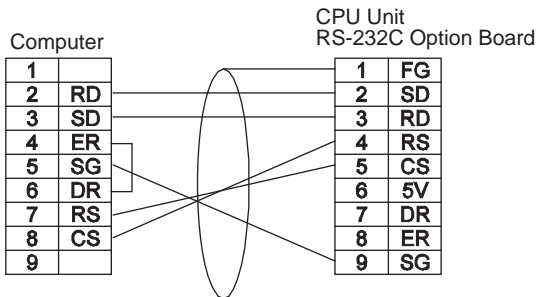 CPU Unit
Computer RS-232C Option Board
1 1 FG
2 RD 2 SD
3 SD 3 RD
4 ER 4 RS
5 SG 5 CS
6 DR 6 5V
7 RS 7 DR
8 CS 8 ER
9 9 SG